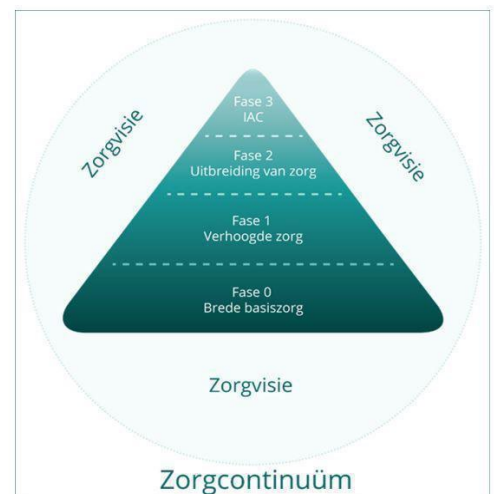 Zorgvisie
Zorgvisie
Fase 3
IAC
Fase 2
Uitbreiding van zorg
Fase 1
Verhoogde zorg
Fase 0
Brede basiszorg
Zorgvisie
Zorgcontinuüm